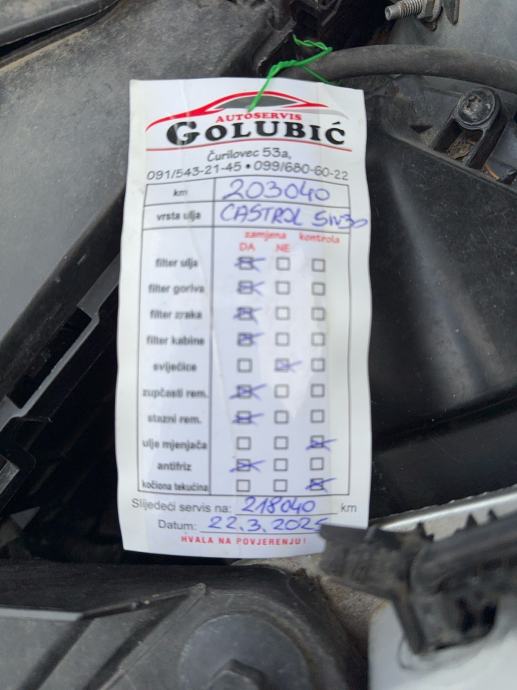 AUTOSERVIS
GOLUBIĆ
Čurilovec 53a,
091/543-21-45 • 099/680-60-22
km 203040
vrsta ulja CASTROL 5W30
zamjena kontrola
DA NE
filter ulja
filter goriva
filter zraka
filter kabine
svijećice
zupčasti rem.
stazni rem.
ulje mjenjača
antifriz
kočiona tekućina
Slijedeći servis na: 218040 km
Datum: 22.3.2025
HVALA NA POVJERENJU!